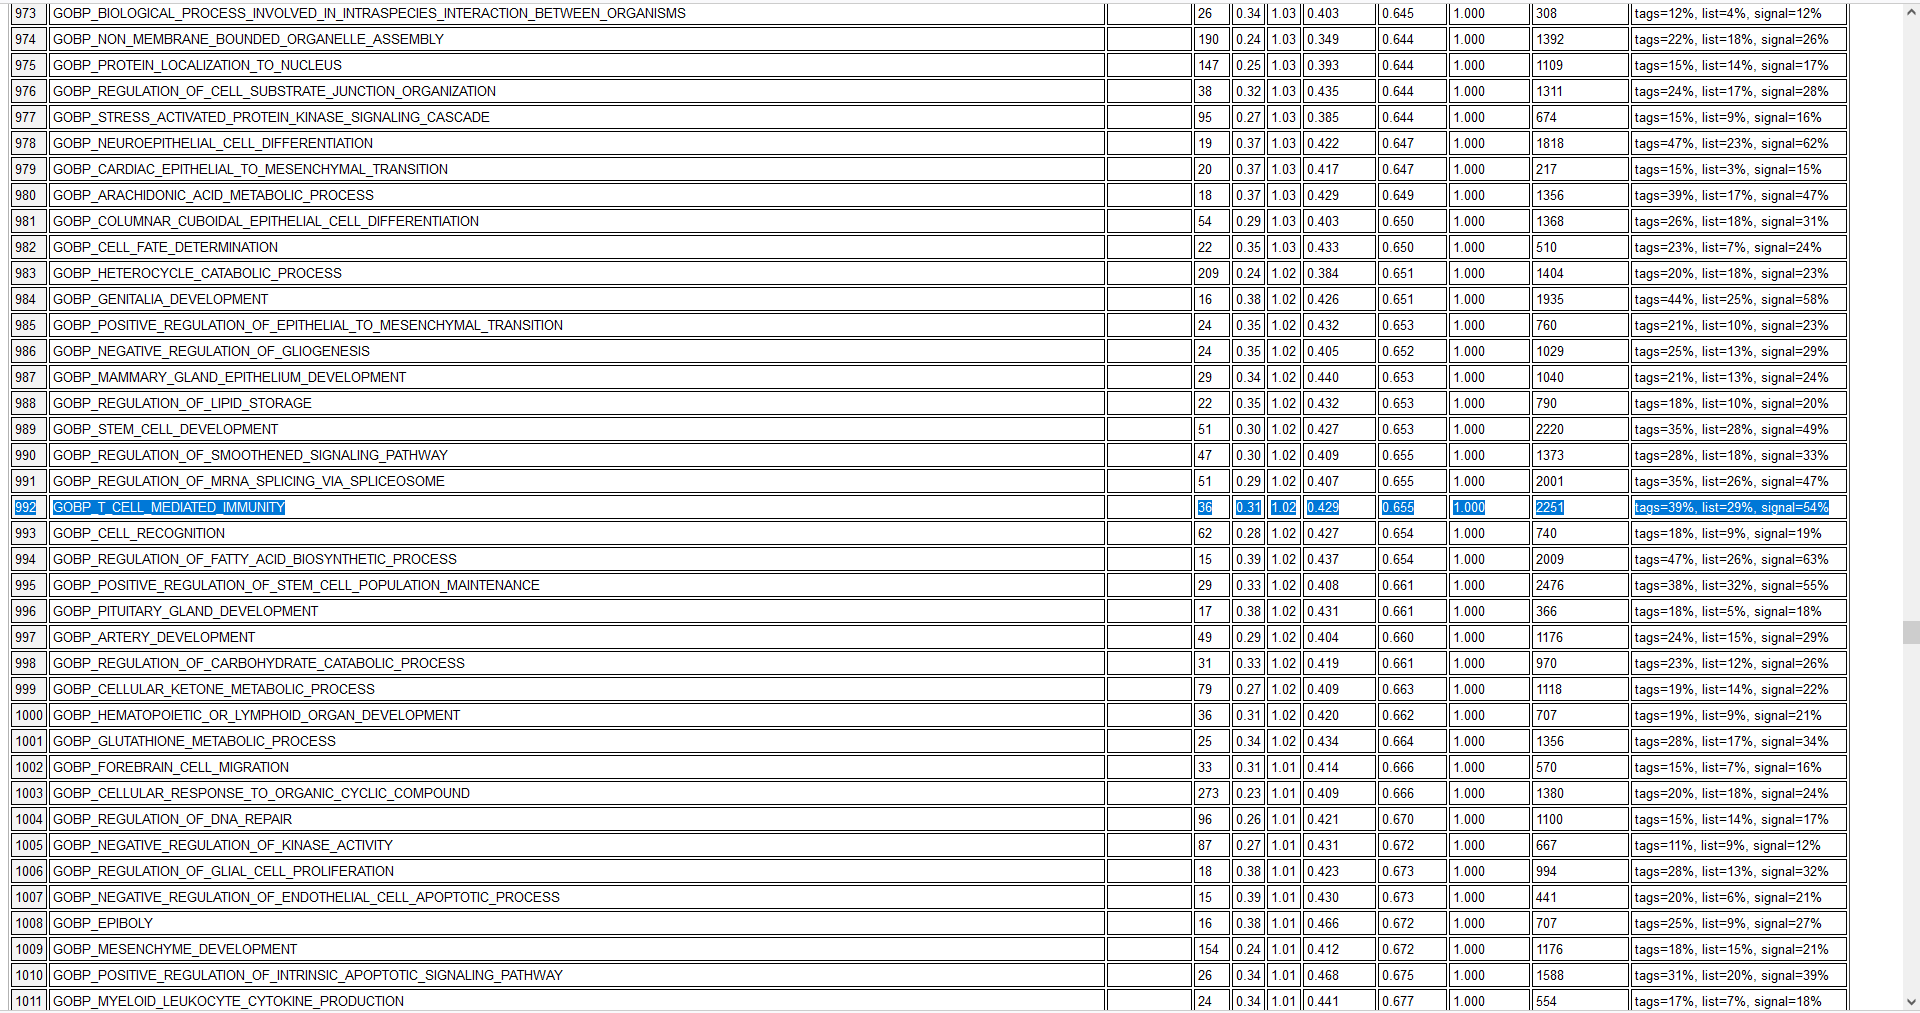 973 GOBP_BIOLOGICAL_PROCESS_INVOLVED_IN_INTRASPECIES_INTERACTION_BETWEEN_ORGANISMS 26 0.34 1.03 0.403 0.645 1.000 308 tags=12%, list=4%, signal=12%
974 GOBP_NON_MEMBRANE_BOUNDED_ORGANELLE_ASSEMBLY 190 0.24 1.03 0.349 0.644 1.000 1392 tags=22%, list=18%, signal=26%
975 GOBP_PROTEIN_LOCALIZATION_TO_NUCLEUS 147 0.25 1.03 0.393 0.644 1.000 1109 tags=15%, list=14%, signal=17%
976 GOBP_REGULATION_OF_CELL_SUBSTRATE_JUNCTION_ORGANIZATION 38 0.32 1.03 0.435 0.644 1.000 1311 tags=24%, list=17%, signal=28%
977 GOBP_STRESS_ACTIVATED_PROTEIN_KINASE_SIGNALING_CASCADE 95 0.27 1.03 0.385 0.644 1.000 674 tags=15%, list=9%, signal=16%
978 GOBP_NEUROEPITHELIAL_CELL_DIFFERENTIATION 19 0.37 1.03 0.422 0.647 1.000 1818 tags=47%, list=23%, signal=62%
979 GOBP_CARDIAC_EPITHELIAL_TO_MESENCHYMAL_TRANSITION 20 0.37 1.03 0.417 0.647 1.000 217 tags=15%, list=3%, signal=15%
980 GOBP_ARACHIDONIC_ACID_METABOLIC_PROCESS 18 0.37 1.03 0.429 0.649 1.000 1356 tags=39%, list=17%, signal=47%
981 GOBP_COLUMNAR_CUBOIDAL_EPITHELIAL_CELL_DIFFERENTIATION 54 0.29 1.03 0.403 0.650 1.000 1368 tags=26%, list=18%, signal=31%
982 GOBP_CELL_FATE_DETERMINATION 22 0.35 1.03 0.433 0.650 1.000 510 tags=23%, list=7%, signal=24%
983 GOBP_HETEROCYCLE_CATABOLIC_PROCESS 209 0.24 1.02 0.384 0.651 1.000 1404 tags=20%, list=18%, signal=23%
984 GOBP_GENITALIA_DEVELOPMENT 16 0.38 1.02 0.426 0.651 1.000 1935 tags=44%, list=25%, signal=58%
985 GOBP_POSITIVE_REGULATION_OF_EPITHELIAL_TO_MESENCHYMAL_TRANSITION 24 0.35 1.02 0.432 0.653 1.000 760 tags=21%, list=10%, signal=23%
986 GOBP_NEGATIVE_REGULATION_OF_GLIOGENESIS 24 0.35 1.02 0.405 0.652 1.000 1029 tags=25%, list=13%, signal=29%
987 GOBP_MAMMARY_GLAND_EPITHELIUM_DEVELOPMENT 29 0.34 1.02 0.440 0.653 1.000 1040 tags=21%, list=13%, signal=24%
988 GOBP_REGULATION_OF_LIPID_STORAGE 22 0.35 1.02 0.432 0.653 1.000 790 tags=18%, list=10%, signal=20%
989 GOBP_STEM_CELL_DEVELOPMENT 51 0.30 1.02 0.427 0.653 1.000 2220 tags=35%, list=28%, signal=49%
990 GOBP_REGULATION_OF_SMOOTHENED_SIGNALING_PATHWAY 47 0.30 1.02 0.409 0.655 1.000 1373 tags=28%, list=18%, signal=33%
991 GOBP_REGULATION_OF_MRNA_SPLICING_VIA_SPLICEOSOME 51 0.29 1.02 0.407 0.655 1.000 2001 tags=35%, list=26%, signal=47%
992 GOBP_T_CELL_MEDIATED_IMMUNITY 36 0.31 1.02 0.429 0.655 1.000 2251 tags=39%, list=29%, signal=54%
993 GOBP_CELL_RECOGNITION 62 0.28 1.02 0.427 0.654 1.000 740 tags=18%, list=9%, signal=19%
994 GOBP_REGULATION_OF_FATTY_ACID_BIOSYNTHETIC_PROCESS 15 0.39 1.02 0.437 0.654 1.000 2009 tags=47%, list=26%, signal=63%
995 GOBP_POSITIVE_REGULATION_OF_STEM_CELL_POPULATION_MAINTENANCE 29 0.33 1.02 0.408 0.661 1.000 2476 tags=38%, list=32%, signal=55%
996 GOBP_PITUITARY_GLAND_DEVELOPMENT 17 0.38 1.02 0.431 0.661 1.000 366 tags=18%, list=5%, signal=18%
997 GOBP_ARTERY_DEVELOPMENT 49 0.29 1.02 0.404 0.660 1.000 1176 tags=24%, list=15%, signal=29%
998 GOBP_REGULATION_OF_CARBOHYDRATE_CATABOLIC_PROCESS 31 0.33 1.02 0.419 0.661 1.000 970 tags=23%, list=12%, signal=26%
999 GOBP_CELLULAR_KETONE_METABOLIC_PROCESS 79 0.27 1.02 0.409 0.663 1.000 1118 tags=19%, list=14%, signal=22%
1000 GOBP_HEMATOPOIETIC_OR_LYMPHOID_ORGAN_DEVELOPMENT 36 0.31 1.02 0.420 0.662 1.000 707 tags=19%, list=9%, signal=21%
1001 GOBP_GLUTATHIONE_METABOLIC_PROCESS 25 0.34 1.02 0.434 0.664 1.000 1356 tags=28%, list=17%, signal=34%
1002 GOBP_FOREBRAIN_CELL_MIGRATION 33 0.31 1.01 0.414 0.666 1.000 570 tags=15%, list=7%, signal=16%
1003 GOBP_CELLULAR_RESPONSE_TO_ORGANIC_CYCLIC_COMPOUND 273 0.23 1.01 0.409 0.666 1.000 1380 tags=20%, list=18%, signal=24%
1004 GOBP_REGULATION_OF_DNA_REPAIR 96 0.26 1.01 0.421 0.670 1.000 1100 tags=15%, list=14%, signal=17%
1005 GOBP_NEGATIVE_REGULATION_OF_KINASE_ACTIVITY 87 0.27 1.01 0.431 0.672 1.000 667 tags=11%, list=9%, signal=12%
1006 GOBP_REGULATION_OF_GLIAL_CELL_PROLIFERATION 18 0.38 1.01 0.423 0.673 1.000 994 tags=28%, list=13%, signal=32%
1007 GOBP_NEGATIVE_REGULATION_OF_ENDOTHELIAL_CELL_APOPTOTIC_PROCESS 15 0.39 1.01 0.430 0.673 1.000 441 tags=20%, list=6%, signal=21%
1008 GOBP_EPIBOLY 16 0.38 1.01 0.466 0.672 1.000 707 tags=25%, list=9%, signal=27%
1009 GOBP_MESENCHYME_DEVELOPMENT 154 0.24 1.01 0.412 0.672 1.000 1176 tags=18%, list=15%, signal=21%
1010 GOBP_POSITIVE_REGULATION_OF_INTRINSIC_APOPTOTIC_SIGNALING_PATHWAY 26 0.34 1.01 0.468 0.675 1.000 1588 tags=31%, list=20%, signal=39%
1011 GOBP_MYELOID_LEUKOCYTE_CYTOKINE_PRODUCTION 24 0.34 1.01 0.441 0.677 1.000 554 tags=17%, list=7%, signal=18%